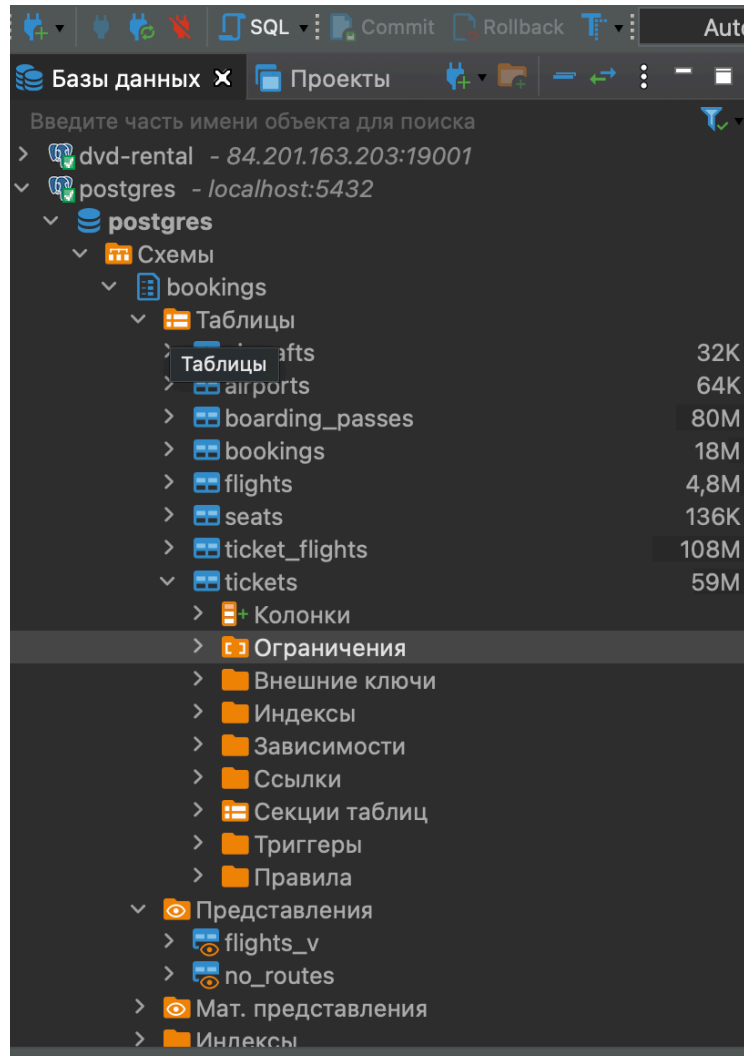 SQL Commit Rollback T Auto
Базы данных Проекты
Введите часть имени объекта для поиска
dvd-rental - 84.201.163.203:19001
postgres - localhost:5432
postgres
Схемы
bookings
Таблицы
afts 32K
Таблицы
airports 64K
boarding_passes 80M
bookings 18M
flights 4,8M
seats 136K
ticket_flights 108M
tickets 59M
Колонки
Ограничения
Внешние ключи
Индексы
Зависимости
Ссылки
Секции таблиц
Триггеры
Правила
Представления
flights_v
no_routes
Мат. представления
Индексы